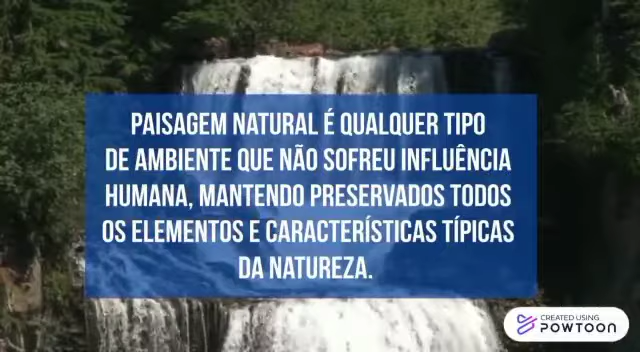 PAISAGEM NATURAL É QUALQUER TIPO
DE AMBIENTE QUE NÃO SOFREU INFLUÊNCIA
HUMANA, MANTENDO PRESERVADOS TODOS
OS ELEMENTOS E CARACTERÍSTICAS TÍPICAS
DA NATUREZA.
CREATED USING
POWTOON